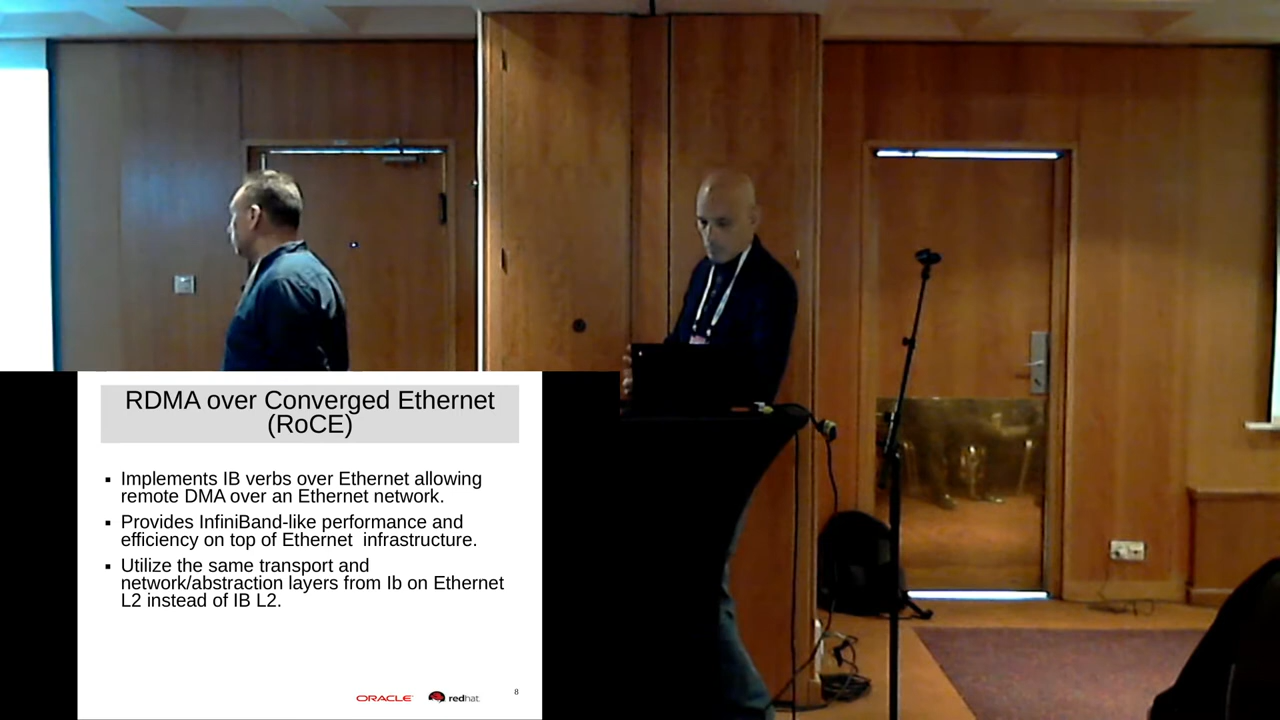 RDMA over Converged Ethernet
(RoCE)
▪ Implements IB verbs over Ethernet allowing
remote DMA over an Ethernet network.
▪ Provides InfiniBand-like performance and
efficiency on top of Ethernet infrastructure.
▪ Utilize the same transport and
network/abstraction layers from Ib on Ethernet
L2 instead of IB L2.
ORACLE redhat. 8